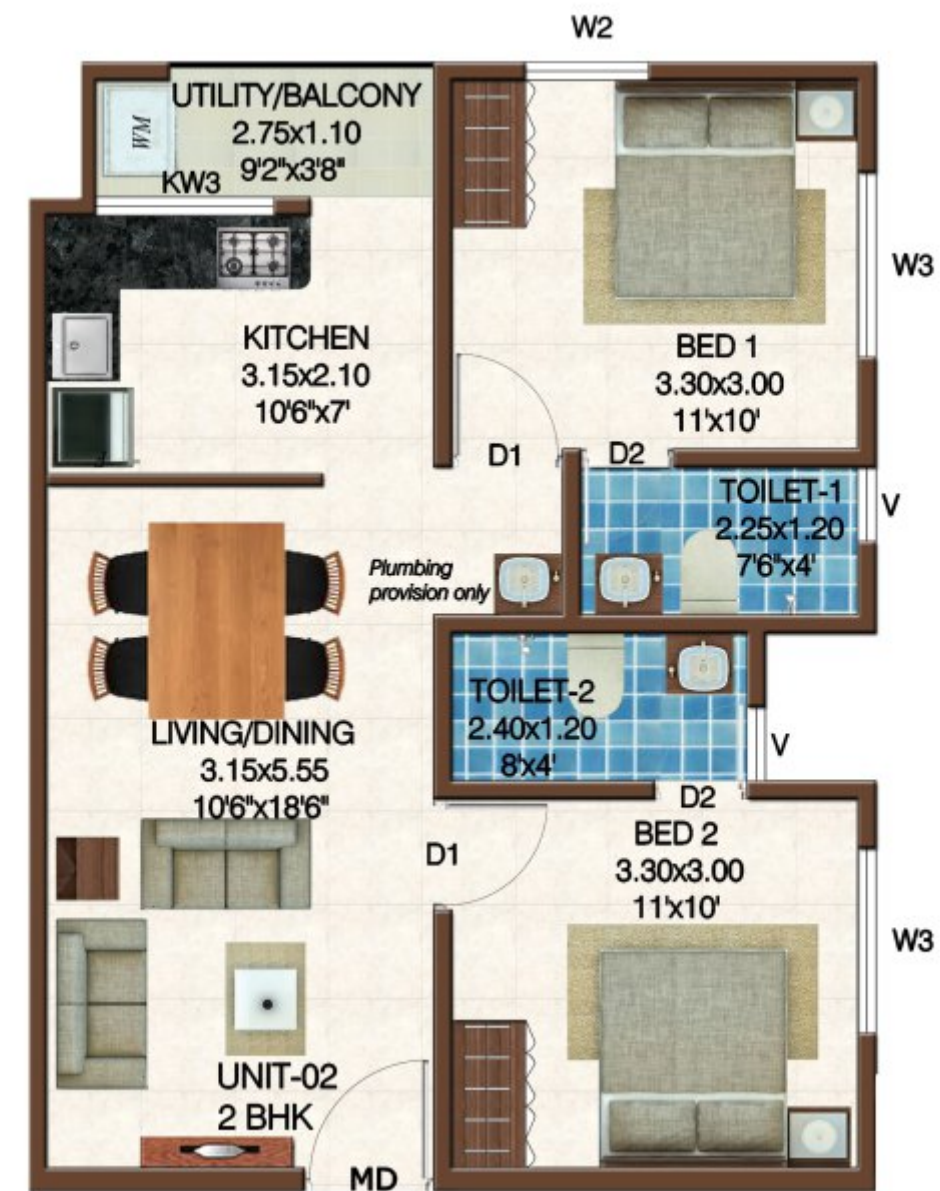 W2
UTILITY/BALCONY
2.75x1.10
9'2"x3'8"
WM
KW3
W3
KITCHEN
3.15x2.10
10'6"x7'
BED 1
3.30x3.00
11'x10'
D1
D2
TOILET-1
2.25x1.20
7'6"x4'
V
Plumbing
provision only
TOILET-2
2.40x1.20
8'x4'
V
LIVING/DINING
3.15x5.55
10'6"x18'6"
D2
D1
BED 2
3.30x3.00
11'x10'
W3
UNIT-02
2 BHK
MD